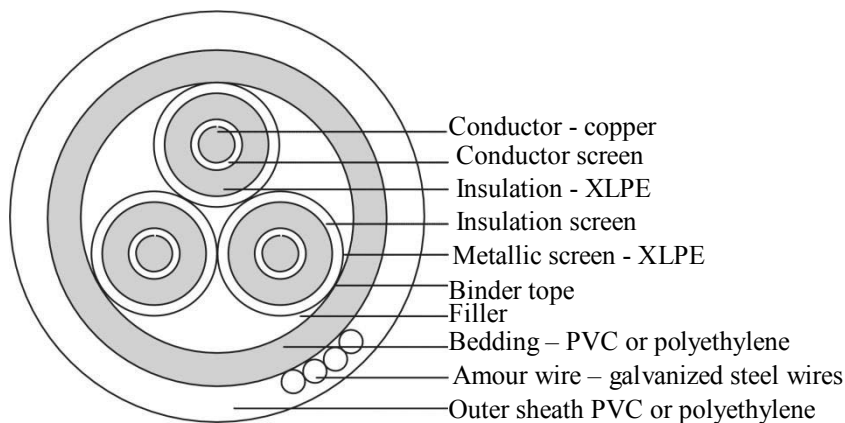 Conductor - copper
Conductor screen
Insulation - XLPE
Insulation screen
Metallic screen - XLPE
Binder tope
Filler
Bedding – PVC or polyethylene
Amour wire – galvanized steel wires
Outer sheath PVC or polyethylene